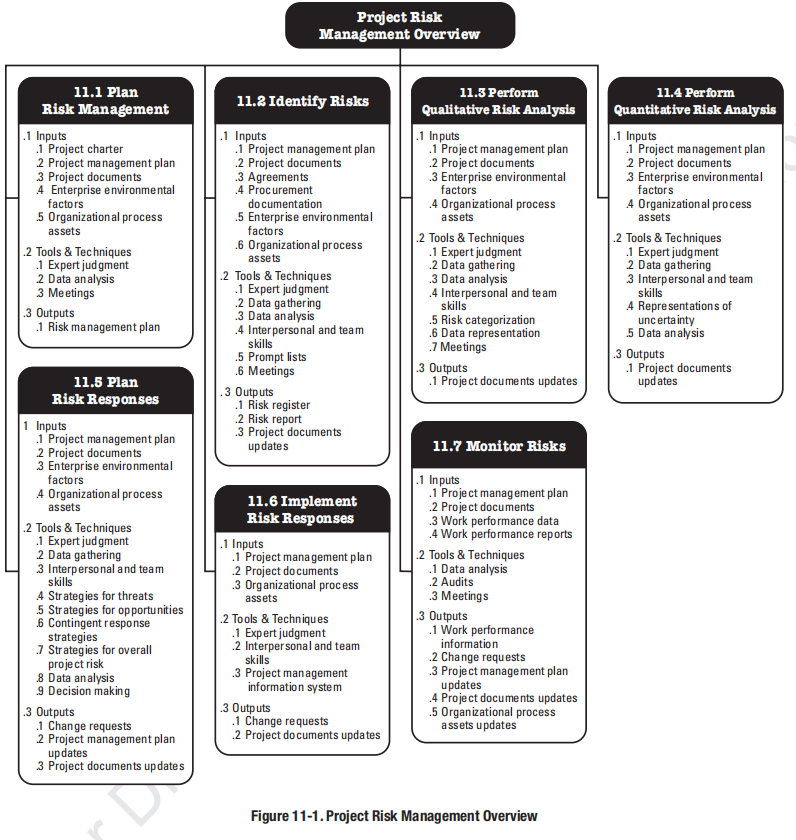 Project Risk
Management Overview
11.1 Plan
Risk Management
.1 Inputs
.1 Project charter
.2 Project management plan
.3 Project documents
.4 Enterprise environmental
factors
.5 Organizational process
assets
.2 Tools & Techniques
.1 Expert judgment
.2 Data analysis
.3 Meetings
.3 Outputs
.1 Risk management plan
11.2 Identify Risks
.1 Inputs
.1 Project management plan
.2 Project documents
.3 Agreements
.4 Procurement
documentation
.5 Enterprise environmental
factors
.6 Organizational process
assets
.2 Tools & Techniques
.1 Expert judgment
.2 Data gathering
.3 Data analysis
.4 Interpersonal and team
skills
.5 Prompt lists
.6 Meetings
.3 Outputs
.1 Risk register
.2 Risk report
.3 Project documents
updates
11.3 Perform
Qualitative Risk Analysis
.1 Inputs
.1 Project management plan
.2 Project documents
.3 Enterprise environmental
factors
.4 Organizational process
assets
.2 Tools & Techniques
.1 Expert judgment
.2 Data gathering
.3 Data analysis
.4 Interpersonal and team
skills
.5 Risk categorization
.6 Data representation
.7 Meetings
.3 Outputs
.1 Project documents updates
11.4 Perform
Quantitative Risk Analysis
.1 Inputs
.1 Project management plan
.2 Project documents
.3 Enterprise environmental
factors
.4 Organizational process
assets
.2 Tools & Techniques
.1 Expert judgment
.2 Data gathering
.3 Interpersonal and team
skills
.4 Representations of
uncertainty
.5 Data analysis
.3 Outputs
.1 Project documents
updates
11.5 Plan
Risk Responses
1 Inputs
.1 Project management plan
.2 Project documents
.3 Enterprise environmental
factors
.4 Organizational process
assets
.2 Tools & Techniques
.1 Expert judgment
.2 Data gathering
.3 Interpersonal and team
skills
.4 Strategies for threats
.5 Strategies for opportunities
.6 Contingent response
strategies
.7 Strategies for overall
project risk
.8 Data analysis
.9 Decision making
.3 Outputs
.1 Change requests
.2 Project management plan
updates
.3 Project documents updates
11.6 Implement
Risk Responses
.1 Inputs
.1 Project management plan
.2 Project documents
.3 Organizational process
assets
.2 Tools & Techniques
.1 Expert judgment
.2 Interpersonal and team
skills
.3 Project management
information system
.3 Outputs
.1 Change requests
.2 Project documents updates
11.7 Monitor Risks
.1 Inputs
.1 Project management plan
.2 Project documents
.3 Work performance data
.4 Work performance reports
.2 Tools & Techniques
.1 Data analysis
.2 Audits
.3 Meetings
.3 Outputs
.1 Work performance
information
.2 Change requests
.3 Project management plan
updates
.4 Project documents updates
.5 Organizational process
assets updates
Figure 11-1. Project Risk Management Overview